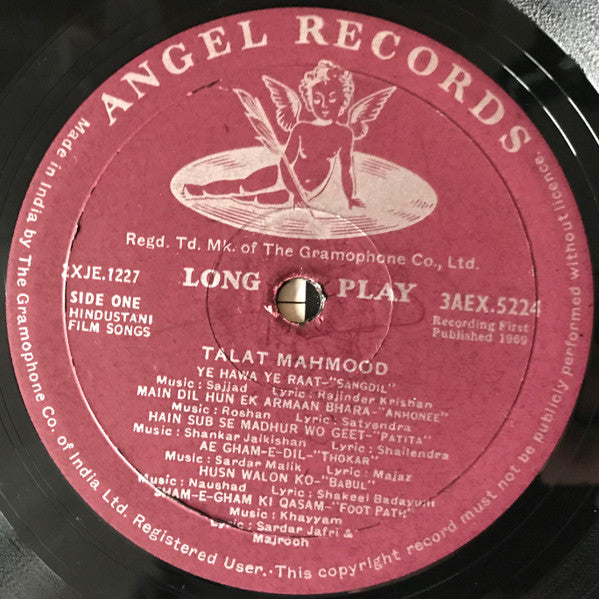 ANGEL RECORDS
Regd. Td. Mk. of The Gramophone Co., Ltd.
2XJE.1227
LONG PLAY
3AEX.5224
SIDE ONE
HINDUSTANI
FILM SONGS
Recording First
Published 1969
TALAT MAHMOOD
YE HAWA YE RAAT-"SANGDIL"
Music : Sajjad Lyric : Rajinder Krishan
MAIN DIL HUN EK ARMAAN BHARA-"ANHONEE"
Music : Roshan Lyric : Satyendra
HAIN SUB SE MADHUR WO GEET-"PATITA"
Music : Shankar Jaikishan Lyric : Shailendra
AE GHAM-E-DIL-"THOKAR"
Music : Sardar Malik Lyric : Majaz
HUSN WALON KO-"BABUL"
Music : Naushad Lyric : Shakeel Badayuni
SHAM-E-GHAM KI QASAM-"FOOT PATH"
Music : Khayyam
Lyric : Sardar Jafri &
Majrooh
Made in India by The Gramophone Co. of India Ltd. Registered User.·This copyright record must not be publicly performed without licence.